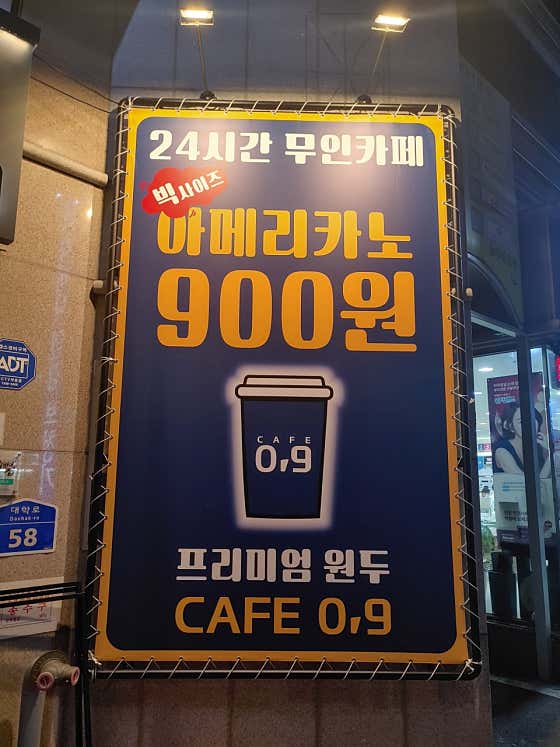 24시간 무인카페
빅사이즈
아메리카노
900원
CAFE
0,9
프리미엄 원두
CAFE 0,9
ADT
대학로
Daehak-ro
58